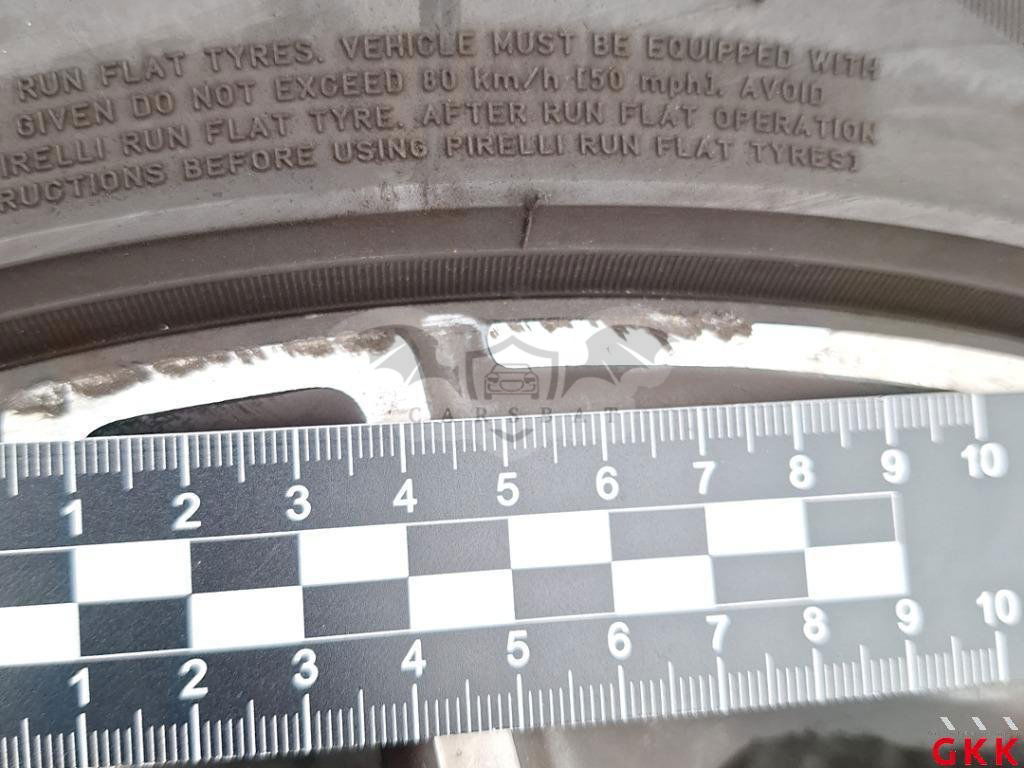 RUN FLAT TYRES. VEHICLE MUST BE EQUIPPED WITH
GIVEN DO NOT EXCEED 80 km/h [50 mph]. AVOID
PIRELLI RUN FLAT TYRE. AFTER RUN FLAT OPERATION
RUCTIONS BEFORE USING PIRELLI RUN FLAT TYRES]
CARSBAT
1 2 3 4 5 6 7 8 9 10
1 2 3 4 5 6 7 8 9 10
GKK